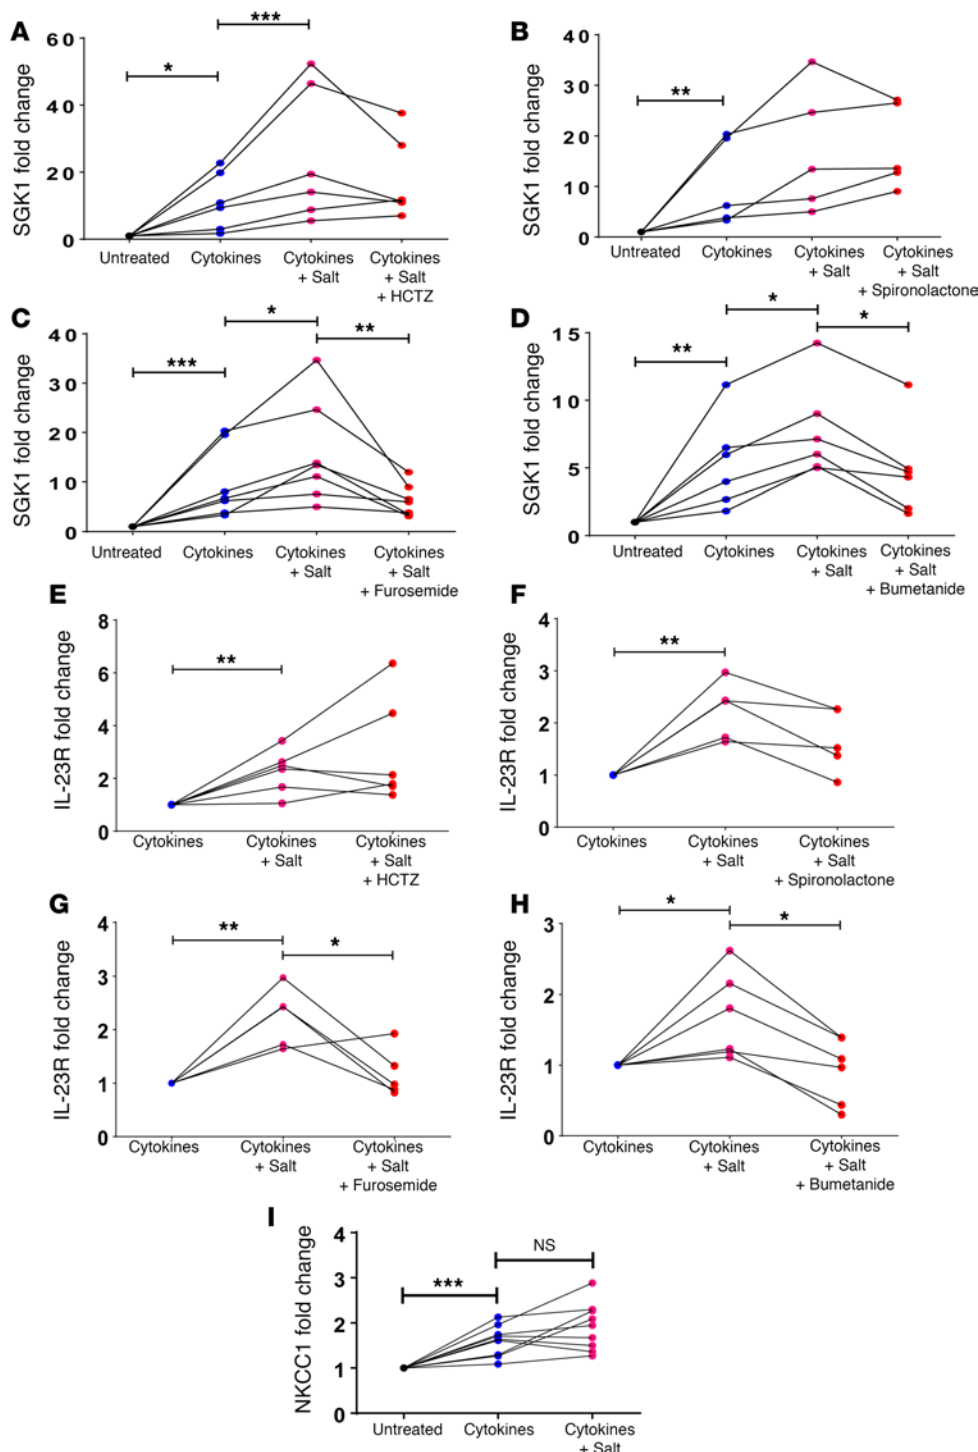 A
***
*
SGK1 fold change
60
40
20
0
Untreated Cytokines Cytokines Cytokines
+ Salt + Salt
+ HCTZ
B
**
SGK1 fold change
40
30
20
10
0
Untreated Cytokines Cytokines Cytokines
+ Salt + Salt
+ Spironolactone
C
*
**
***
SGK1 fold change
40
30
20
10
0
Untreated Cytokines Cytokines Cytokines
+ Salt + Salt
+ Furosemide
D
*
*
**
SGK1 fold change
15
10
5
0
Untreated Cytokines Cytokines Cytokines
+ Salt + Salt
+ Bumetanide
E
**
IL-23R fold change
8
6
4
2
0
Cytokines Cytokines Cytokines
+ Salt + Salt
+ HCTZ
F
**
IL-23R fold change
4
3
2
1
0
Cytokines Cytokines Cytokines
+ Salt + Salt
+ Spironolactone
G
**
*
IL-23R fold change
4
3
2
1
0
Cytokines Cytokines Cytokines
+ Salt + Salt
+ Furosemide
H
*
*
IL-23R fold change
3
2
1
0
Cytokines Cytokines Cytokines
+ Salt + Salt
+ Bumetanide
I
NS
***
NKCC1 fold change
4
3
2
1
0
Untreated Cytokines Cytokines
+ Salt